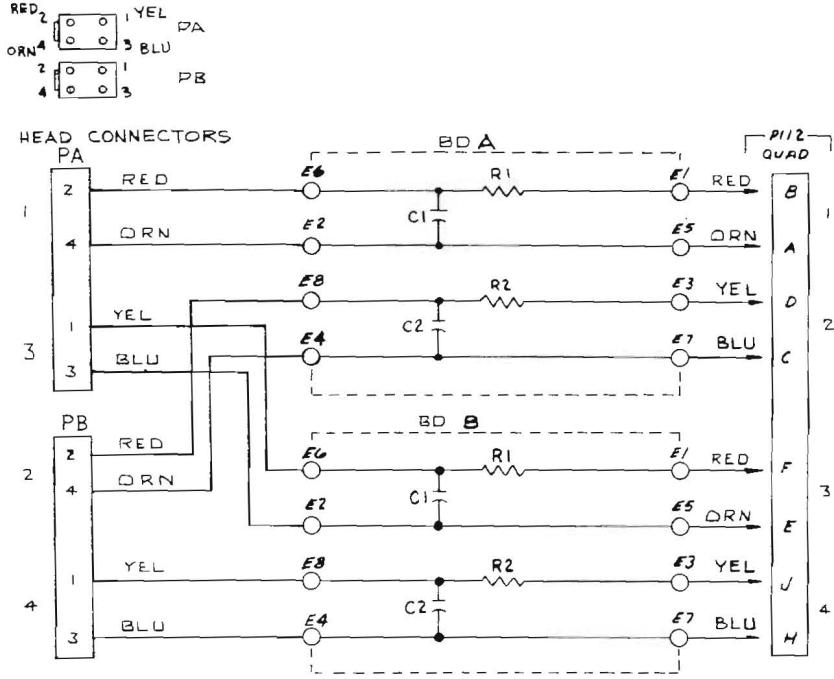 RED 2 1 YEL
PA
ORN 4 3 BLU
2 1
PB
4 3
HEAD CONNECTORS
PA
BD A
P112
QUAD
1 2 RED E6 R1 E1 RED B 1
C1
4 ORN E2 E5 ORN A
E8 R2 E3 YEL D
1 YEL 2
C2
3 BLU E4 E7 BLU C
3
PB
BD B
2 RED E6 R1 E1 RED F
2 4 ORN C1 3
E2 E5 ORN E
1 YEL E8 R2 E3 YEL J
4 C2 4
3 BLU E4 E7 BLU H